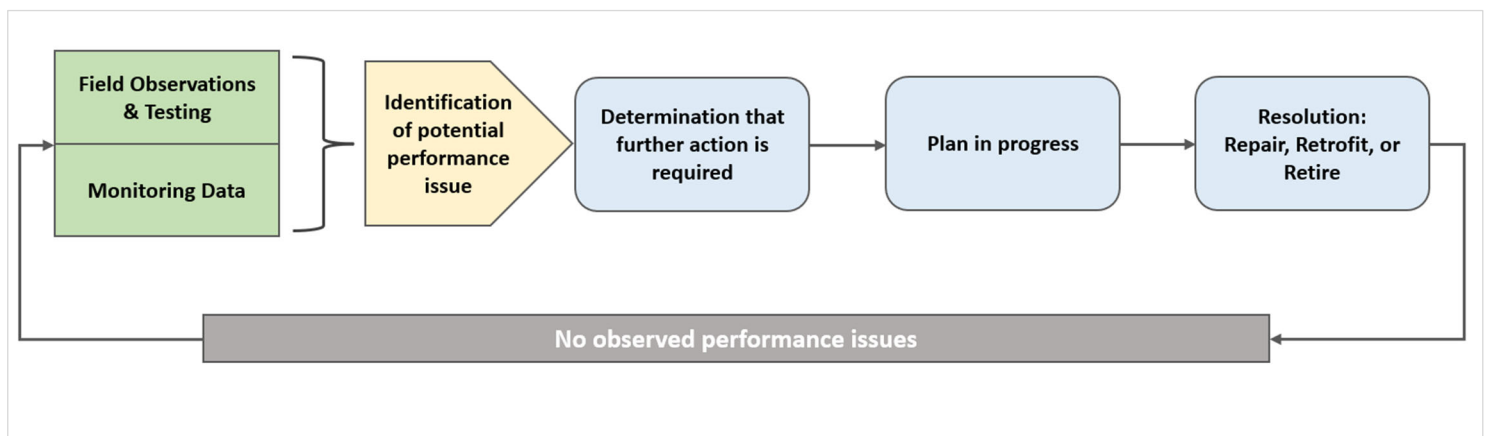 Field Observations
& Testing
Monitoring Data
Identification
of potential
performance
issue
Determination that
further action is
required
Plan in progress
Resolution:
Repair, Retrofit, or
Retire
No observed performance issues